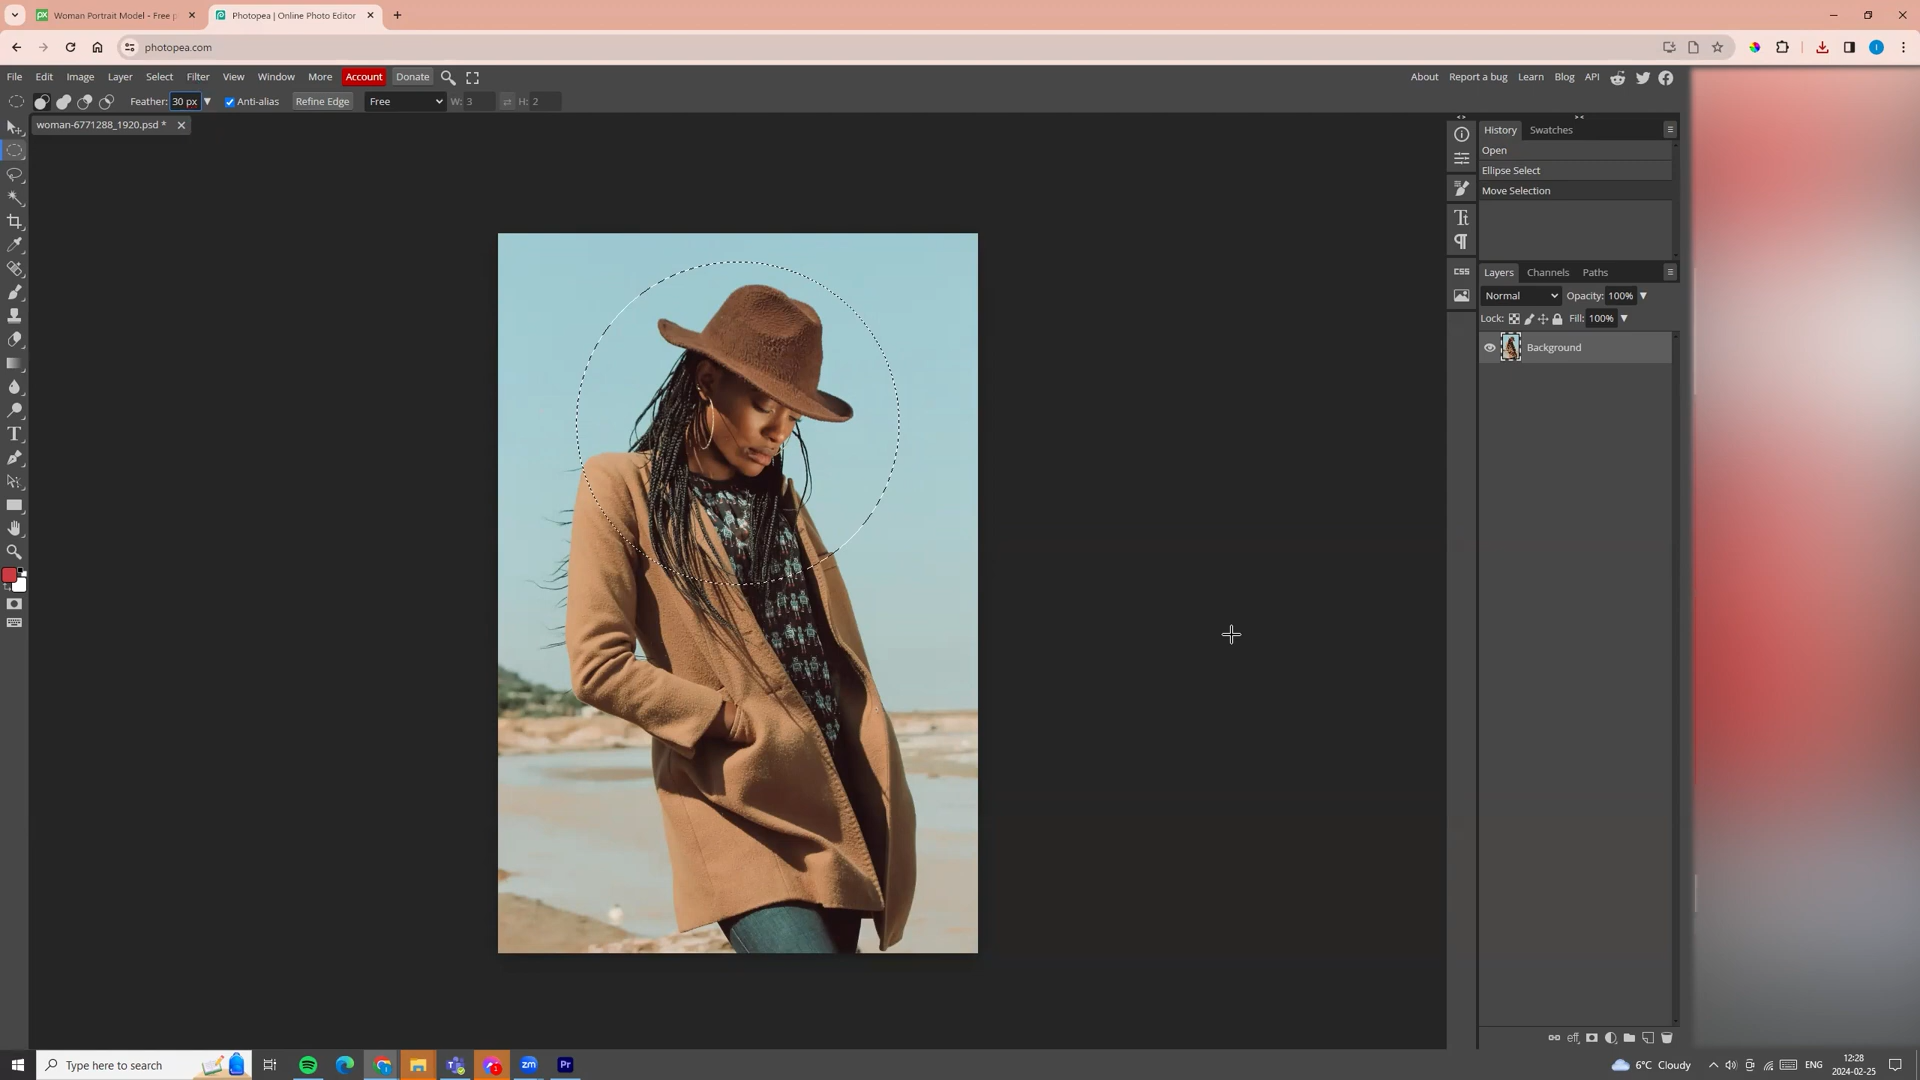 Woman Portrait Model - Free p
Photopea | Online Photo Editor
photopea.com
File Edit Image Layer Select Filter View Window More Account Donate
About Report a bug Learn Blog API
Feather: 30 px Anti-alias Refine Edge Free W: 3 H: 2
woman-6771288_1920.psd *
History Swatches
Open
Ellipse Select
Move Selection
CSS
Layers Channels Paths
Normal Opacity: 100%
Lock: Fill: 100%
Background
eff
Type here to search
zm
Pr
6°C Cloudy
ENG
12:28
2024-02-25